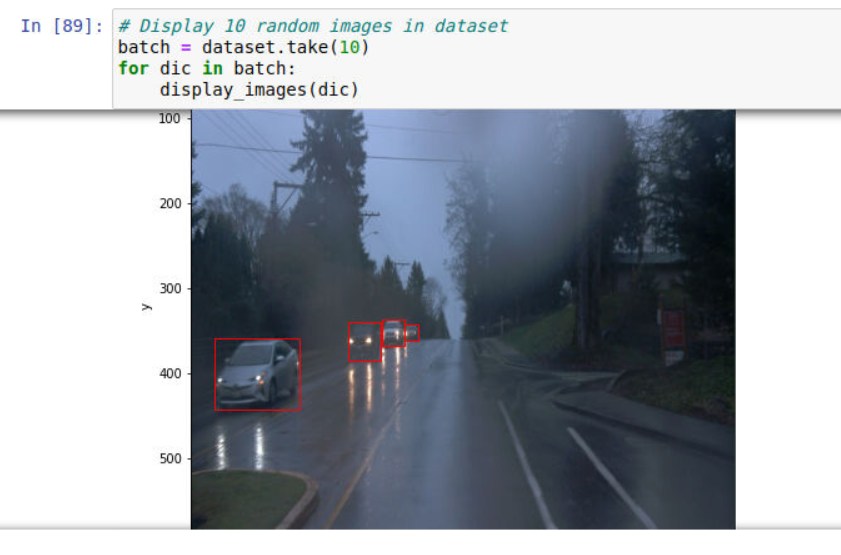 In [89]: # Display 10 random images in dataset
batch = dataset.take(10)
for dic in batch:
    display_images(dic)
100
200
300
y
400
500